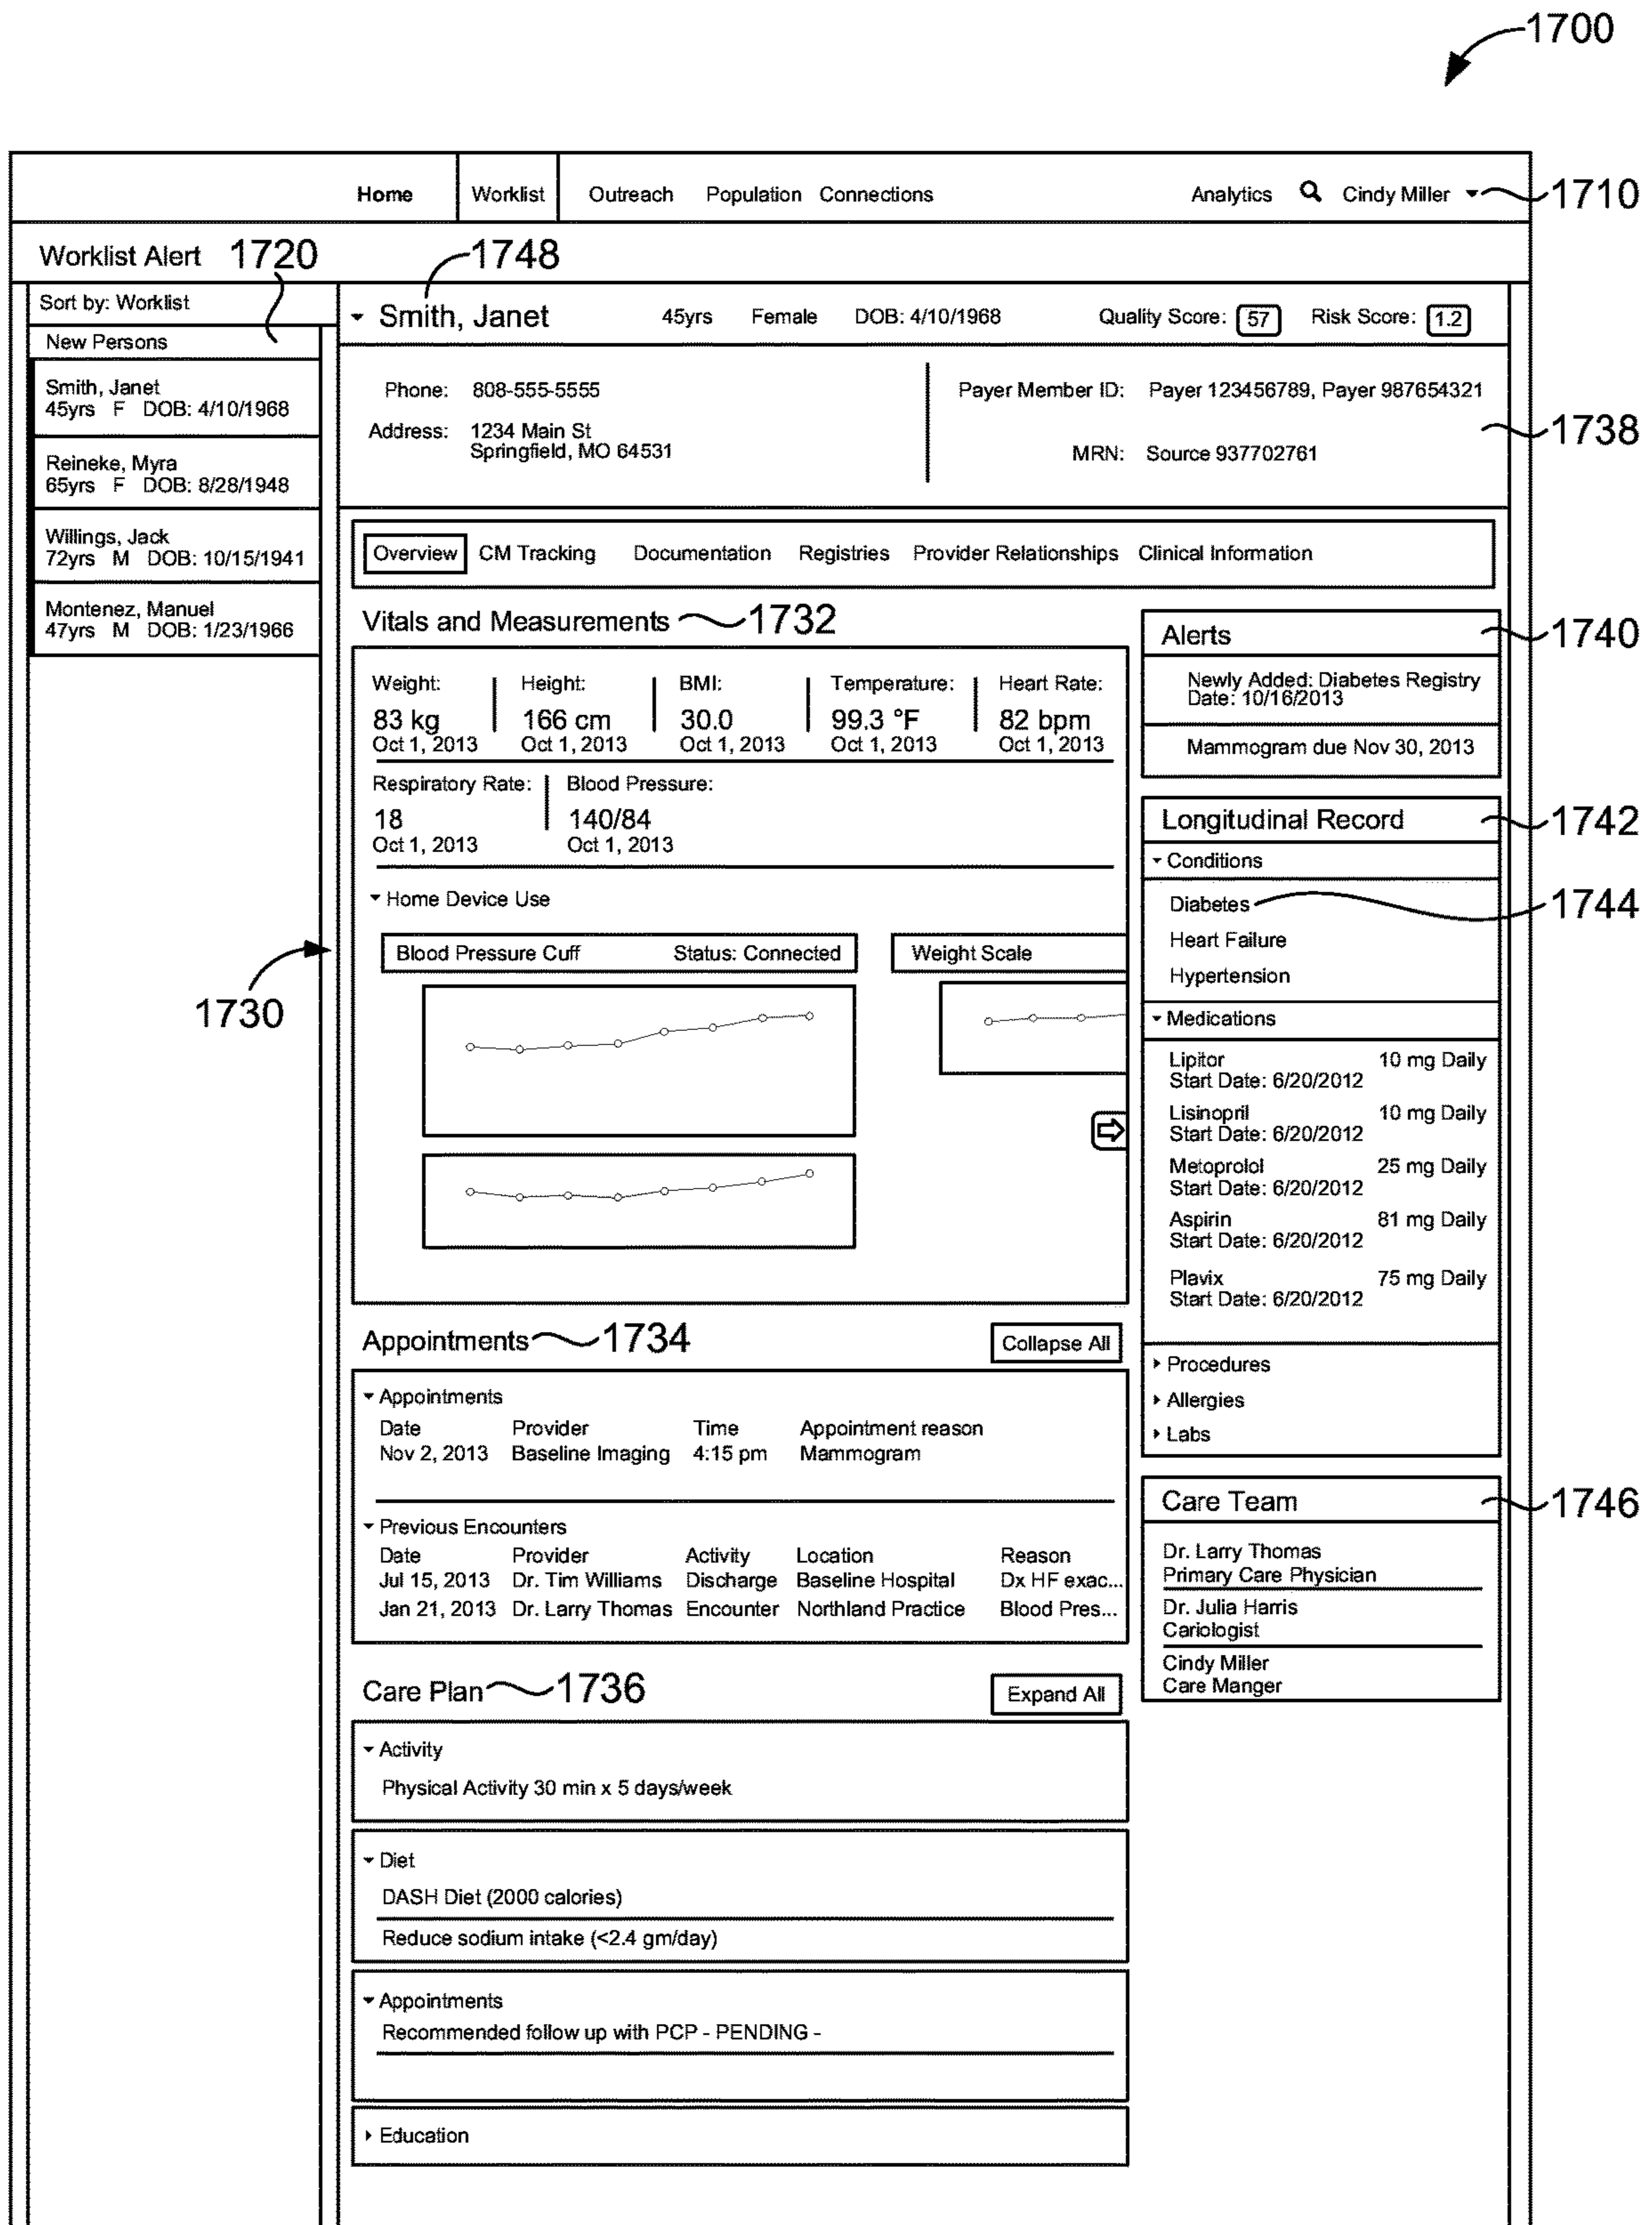 1700
Home Worklist Outreach Population Connections Analytics Cindy Miller 1710
Worklist Alert 1720 1748
Sort by: Worklist
New Persons
Smith, Janet
45yrs F DOB: 4/10/1968
Reineke, Myra
65yrs F DOB: 8/28/1948
Willings, Jack
72yrs M DOB: 10/15/1941
Montenez, Manuel
47yrs M DOB: 1/23/1966
1730
Smith, Janet 45yrs Female DOB: 4/10/1968 Quality Score: 57 Risk Score: 1.2
Phone: 808-555-5555
Address: 1234 Main St
Springfield, MO 64531
Payer Member ID: Payer 123456789, Payer 987654321
1738
MRN: Source 937702761
Overview CM Tracking Documentation Registries Provider Relationships Clinical Information
Vitals and Measurements 1732
Weight: Height: BMI: Temperature: Heart Rate:
83 kg 166 cm 30.0 99.3 °F 82 bpm
Oct 1, 2013 Oct 1, 2013 Oct 1, 2013 Oct 1, 2013 Oct 1, 2013
Respiratory Rate: Blood Pressure:
18 140/84
Oct 1, 2013 Oct 1, 2013
Home Device Use
Blood Pressure Cuff Status: Connected Weight Scale
Appointments 1734 Collapse All
Appointments
Date Provider Time Appointment reason
Nov 2, 2013 Baseline Imaging 4:15 pm Mammogram
Previous Encounters
Date Provider Activity Location Reason
Jul 15, 2013 Dr. Tim Williams Discharge Baseline Hospital Dx HF exac...
Jan 21, 2013 Dr. Larry Thomas Encounter Northland Practice Blood Pres...
Care Plan 1736 Expand All
Activity
Physical Activity 30 min x 5 days/week
Diet
DASH Diet (2000 calories)
Reduce sodium intake (<2.4 gm/day)
Appointments
Recommended follow up with PCP - PENDING -
Education
Alerts 1740
Newly Added: Diabetes Registry
Date: 10/16/2013
Mammogram due Nov 30, 2013
Longitudinal Record 1742
Conditions
Diabetes 1744
Heart Failure
Hypertension
Medications
Lipitor 10 mg Daily
Start Date: 6/20/2012
Lisinopril 10 mg Daily
Start Date: 6/20/2012
Metoprolol 25 mg Daily
Start Date: 6/20/2012
Aspirin 81 mg Daily
Start Date: 6/20/2012
Plavix 75 mg Daily
Start Date: 6/20/2012
Procedures
Allergies
Labs
Care Team 1746
Dr. Larry Thomas
Primary Care Physician
Dr. Julia Harris
Cariologist
Cindy Miller
Care Manger